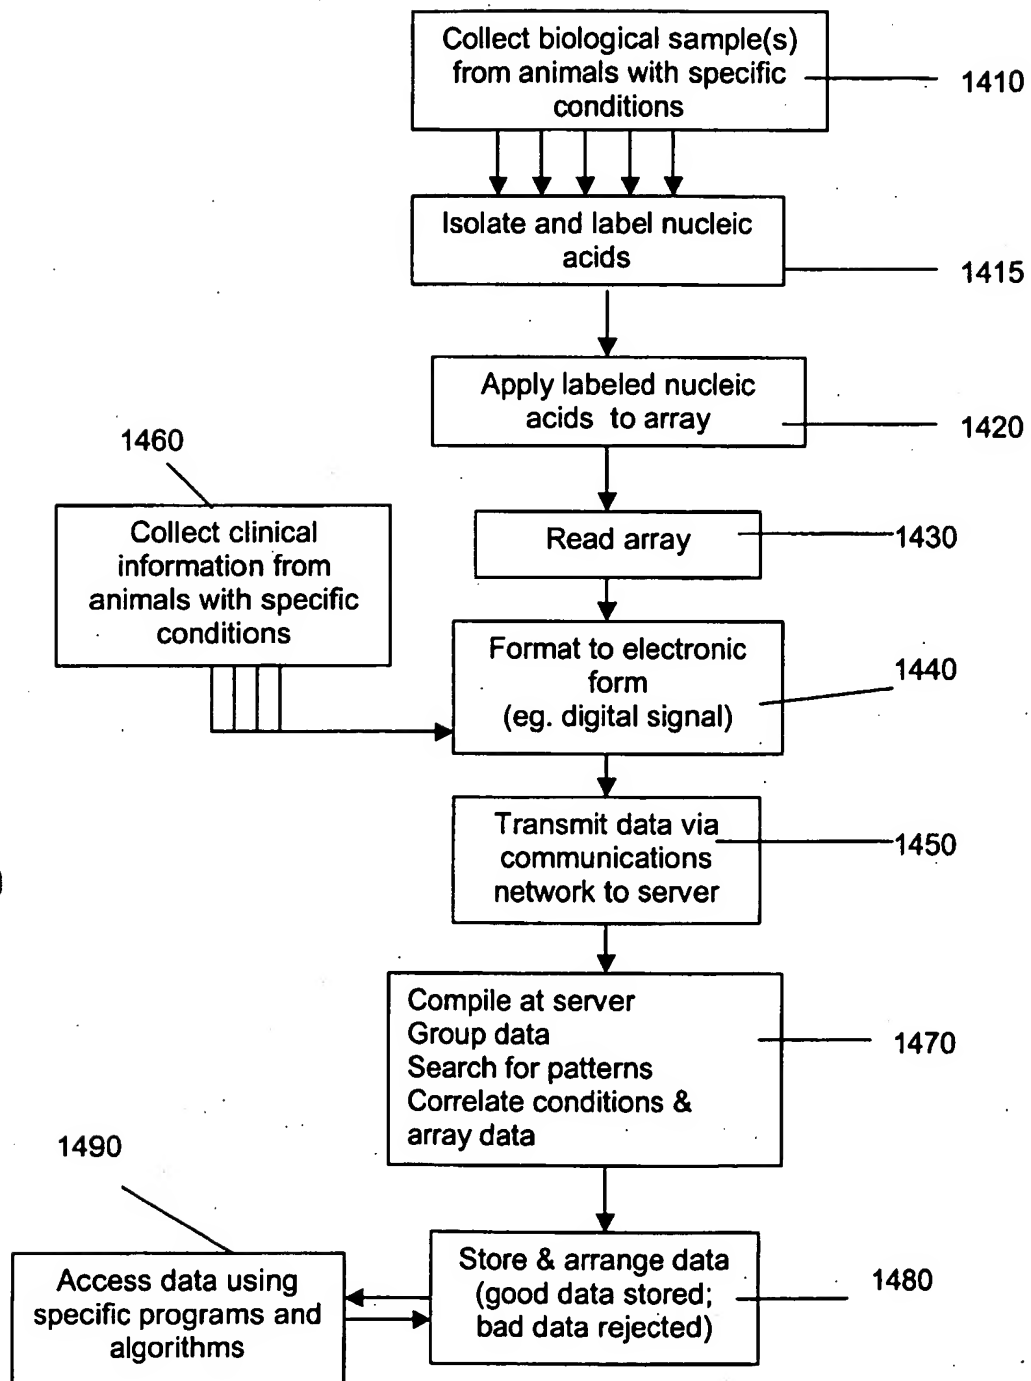 Collect biological sample(s)
from animals with specific
conditions
1410
Isolate and label nucleic
acids
1415
Apply labeled nucleic
acids to array
1420
1460
Collect clinical
information from
animals with specific
conditions
Read array
1430
Format to electronic
form
(eg. digital signal)
1440
Transmit data via
communications
network to server
1450
Compile at server
Group data
Search for patterns
Correlate conditions &
array data
1470
1490
Access data using
specific programs and
algorithms
Store & arrange data
(good data stored;
bad data rejected)
1480